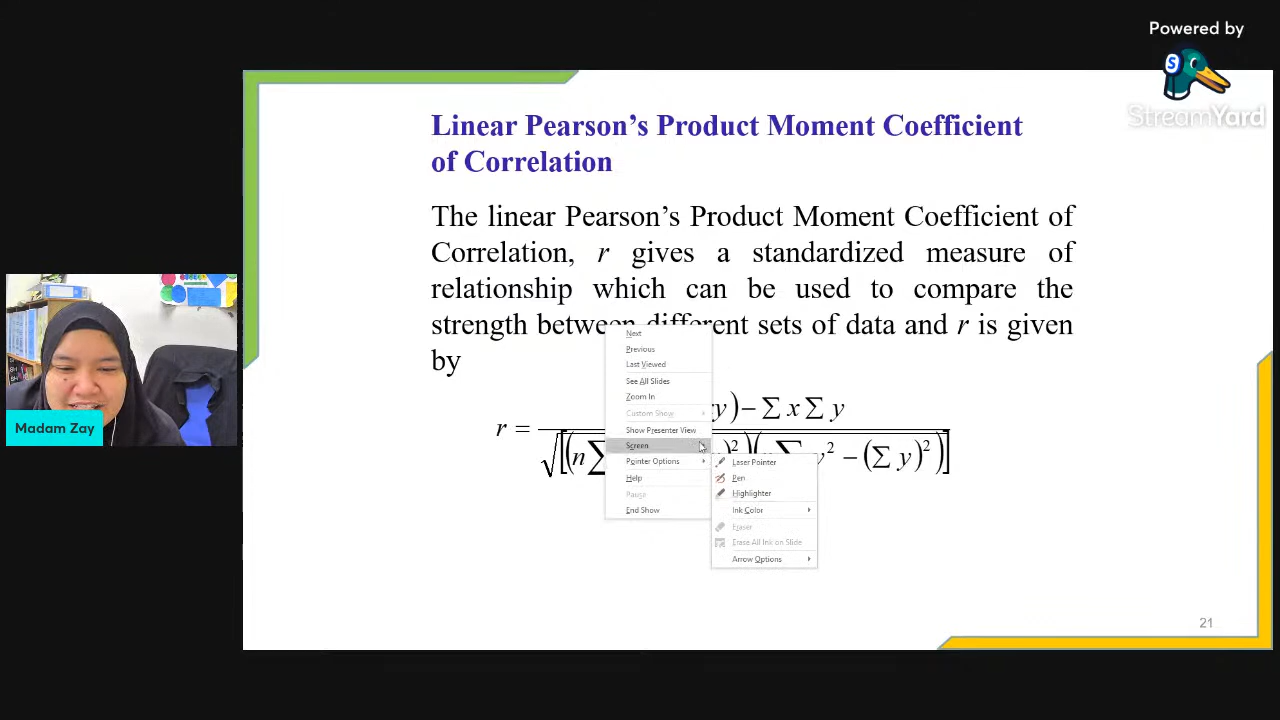 Powered by
S
StreamYard
Linear Pearson's Product Moment Coefficient
of Correlation
The linear Pearson's Product Moment Coefficient of
Correlation, r gives a standardized measure of
relationship which can be used to compare the
strength between different sets of data and r is given
by
r = y) − ∑ x ∑ y
√[(n∑ )² y² − (∑ y)²)]
Next
Previous
Last Viewed
See All Slides
Zoom In
Custom Show
Show Presenter View
Screen
Pointer Options
Help
Pause
End Show
Laser Pointer
Pen
Highlighter
Ink Color
Eraser
Erase All Ink on Slide
Arrow Options
Madam Zay
21